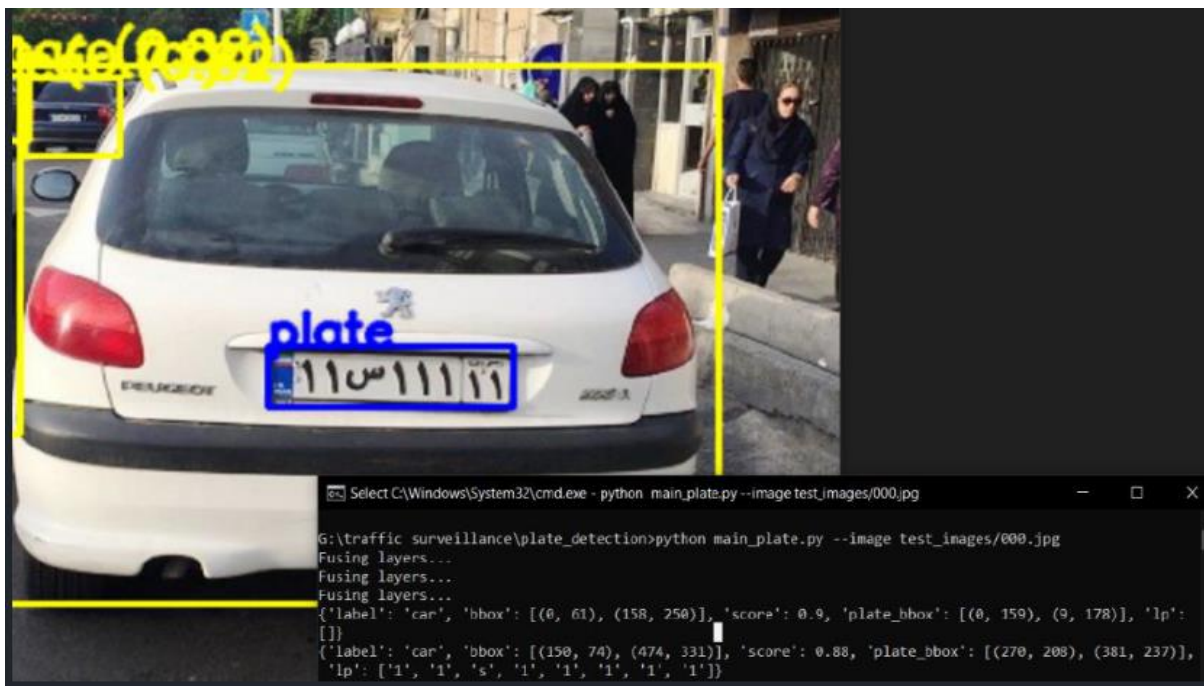 plate
۱۱س۱۱۱ ۱۱
PEUGEOT
Select C:\Windows\System32\cmd.exe - python  main_plate.py --image test_images/000.jpg
G:\traffic surveillance\plate_detection>python main_plate.py --image test_images/000.jpg
Fusing layers...
Fusing layers...
Fusing layers...
{'label': 'car', 'bbox': [(0, 61), (158, 250)], 'score': 0.9, 'plate_bbox': [(0, 159), (9, 178)], 'lp':
[]}
{'label': 'car', 'bbox': [(150, 74), (474, 331)], 'score': 0.88, 'plate_bbox': [(270, 208), (381, 237)],
'lp': ['1', '1', 's', '1', '1', '1', '1', '1']}